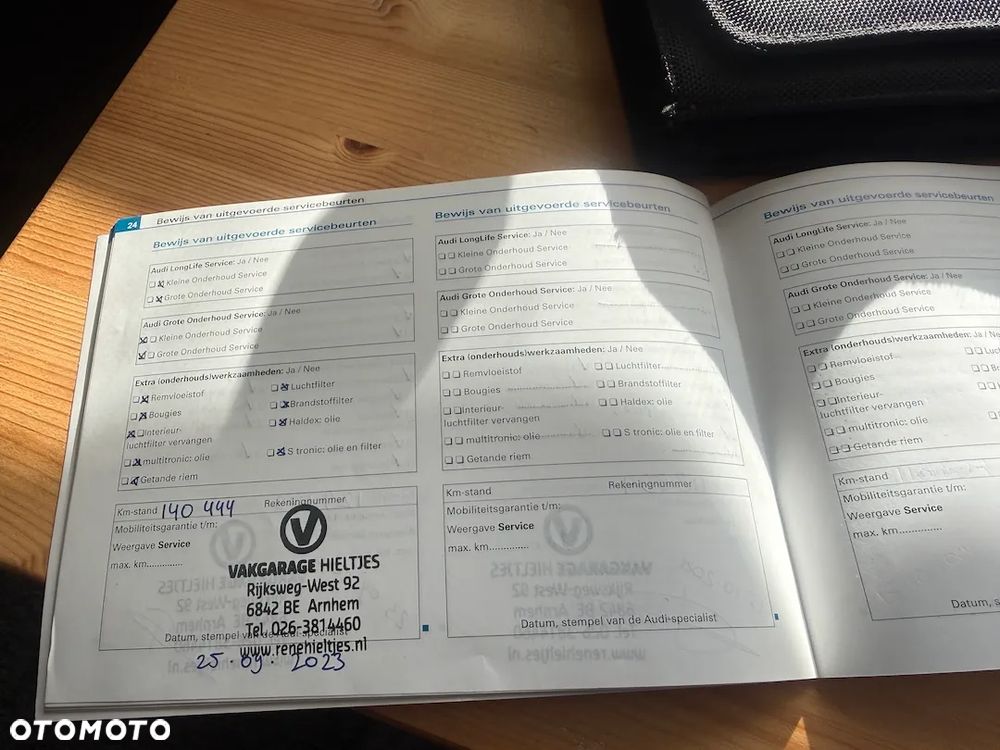 24
Bewijs van uitgevoerde servicebeurten
Bewijs van uitgevoerde servicebeurten
Audi LongLife Service: Ja / Nee
Kleine Onderhoud Service
Grote Onderhoud Service
Audi Grote Onderhoud Service: Ja / Nee
Kleine Onderhoud Service
Grote Onderhoud Service
Extra (onderhouds)werkzaamheden: Ja / Nee
Remvloeistof
Luchtfilter
Bougies
Brandstoffilter
Interieur-
luchtfilter vervangen
Haldex: olie
multitronic: olie
S tronic: olie en filter
Getande riem
Km-stand 140 444
Rekeningnummer
Mobiliteitsgarantie t/m:
Weergave Service
max. km.............
V
VAKGARAGE HIELTJES
Rijksweg-West 92
6842 BE Arnhem
Tel. 026-3814460
Datum, stempel van de Audi-specialist
www.renehieltjes.nl
25.09.2023
Bewijs van uitgevoerde servicebeurten
Audi LongLife Service: Ja / Nee
Kleine Onderhoud Service
Grote Onderhoud Service
Audi Grote Onderhoud Service: Ja / Nee
Kleine Onderhoud Service
Grote Onderhoud Service
Extra (onderhouds)werkzaamheden: Ja / Nee
Remvloeistof
Luchtfilter
Bougies
Brandstoffilter
Interieur-
luchtfilter vervangen
Haldex: olie
multitronic: olie
S tronic: olie en filter
Getande riem
Km-stand
Rekeningnummer
Mobiliteitsgarantie t/m:
Weergave Service
max. km.............
Datum, stempel van de Audi-specialist
Bewijs van uitgevoerde servicebeurten
Audi LongLife Service: Ja / Nee
Kleine Onderhoud Service
Grote Onderhoud Service
Audi Grote Onderhoud Service: Ja / Nee
Kleine Onderhoud Service
Grote Onderhoud Service
Extra (onderhouds)werkzaamheden: Ja / Nee
Remvloeistof
Bougies
Interieur-
luchtfilter vervangen
multitronic: olie
Getande riem
Km-stand
Mobiliteitsgarantie t/m:
Weergave Service
max. km.............
Datum, s
OTOMOTO